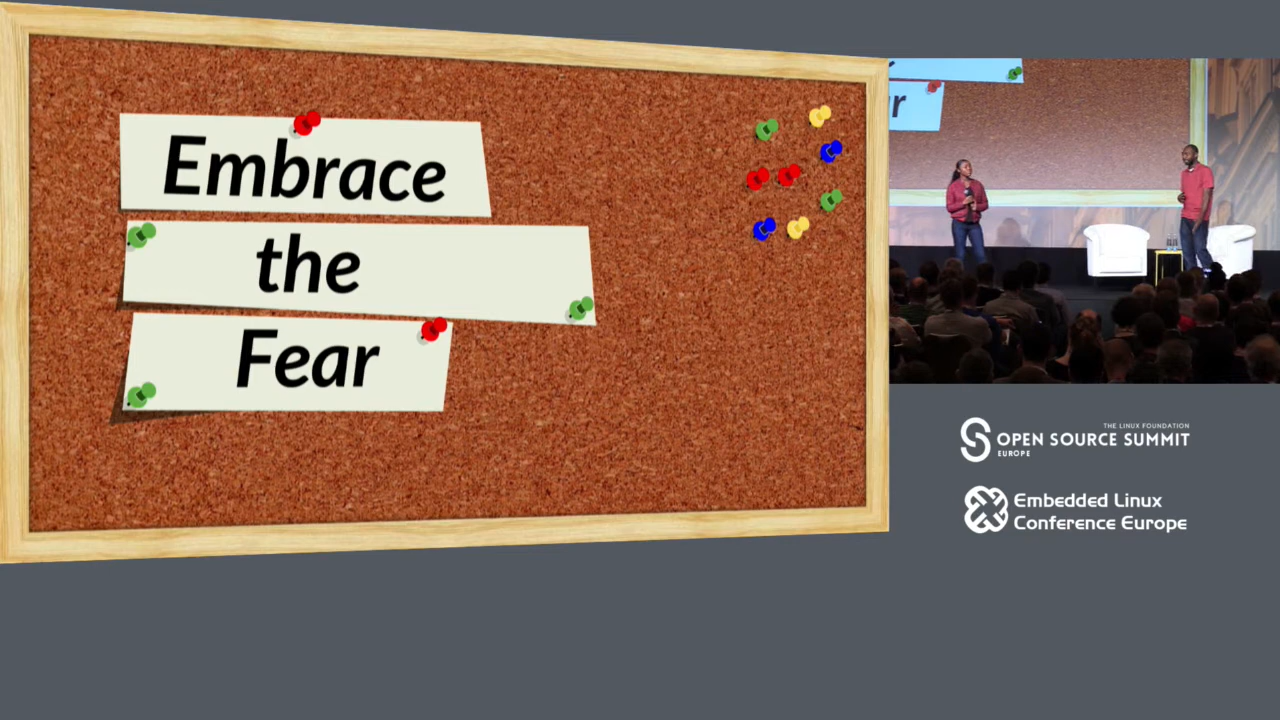 Embrace
the
Fear
r
THE LINUX FOUNDATION
OPEN SOURCE SUMMIT
EUROPE
Embedded Linux
Conference Europe